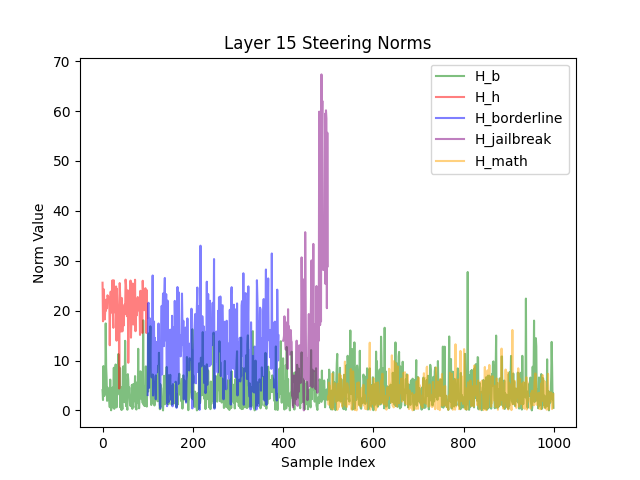 Layer 15 Steering Norms
70
60
50
40
30
20
10
0
Norm Value
H_b
H_h
H_borderline
H_jailbreak
H_math
0
200
400
600
800
1000
Sample Index